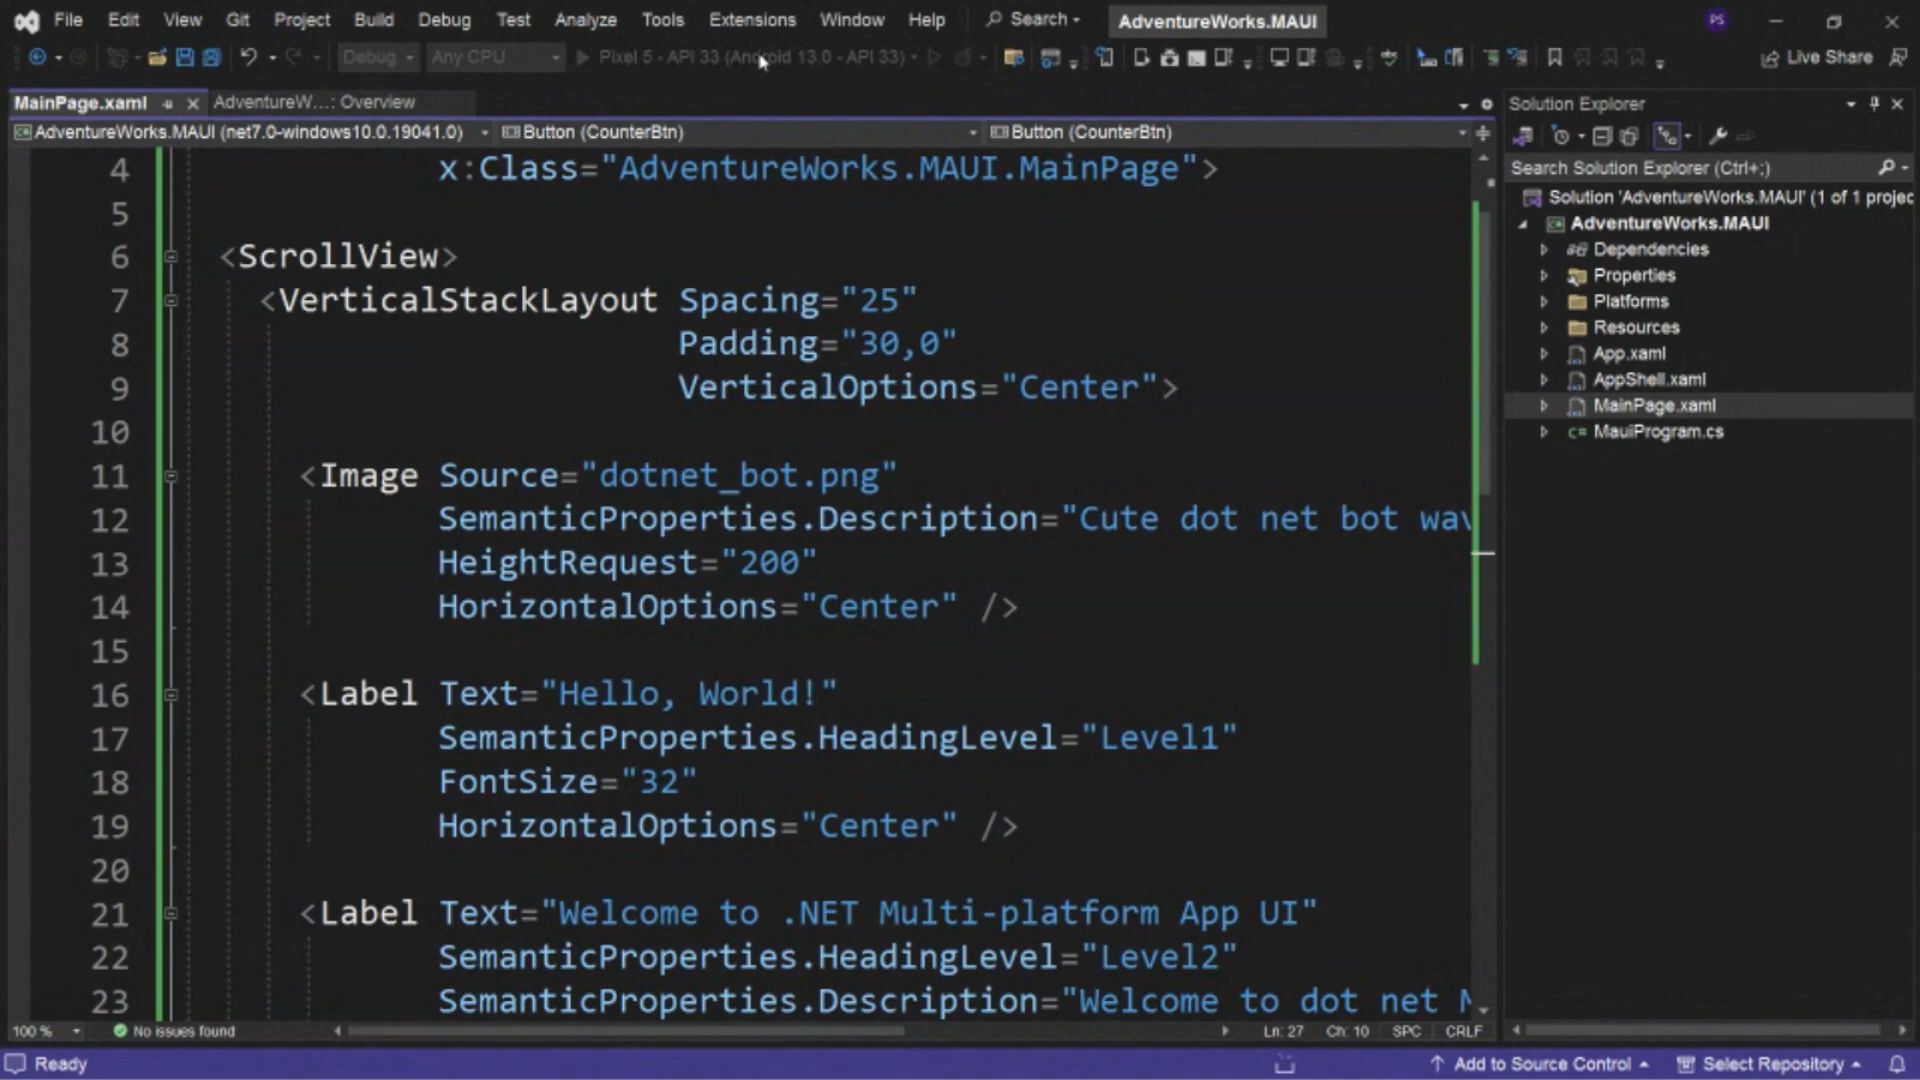 File Edit View Git Project Build Debug Test Analyze Tools Extensions Window Help Search AdventureWorks.MAUI PS
Debug Any CPU Pixel 5 - API 33 (Android 13.0 - API 33) Live Share
MainPage.xaml AdventureW...: Overview
AdventureWorks.MAUI (net7.0-windows10.0.19041.0) Button (CounterBtn) Button (CounterBtn)
4 x:Class="AdventureWorks.MAUI.MainPage">
5
6 <ScrollView>
7 <VerticalStackLayout Spacing="25"
8 Padding="30,0"
9 VerticalOptions="Center">
10
11 <Image Source="dotnet_bot.png"
12 SemanticProperties.Description="Cute dot net bot wav
13 HeightRequest="200"
14 HorizontalOptions="Center" />
15
16 <Label Text="Hello, World!"
17 SemanticProperties.HeadingLevel="Level1"
18 FontSize="32"
19 HorizontalOptions="Center" />
20
21 <Label Text="Welcome to .NET Multi-platform App UI"
22 SemanticProperties.HeadingLevel="Level2"
23 SemanticProperties.Description="Welcome to dot net M
100 % No issues found Ln: 27 Ch: 10 SPC CRLF
Solution Explorer
Search Solution Explorer (Ctrl+;)
Solution 'AdventureWorks.MAUI' (1 of 1 projec
AdventureWorks.MAUI
Dependencies
Properties
Platforms
Resources
App.xaml
AppShell.xaml
MainPage.xaml
C# MauiProgram.cs
Ready Add to Source Control Select Repository